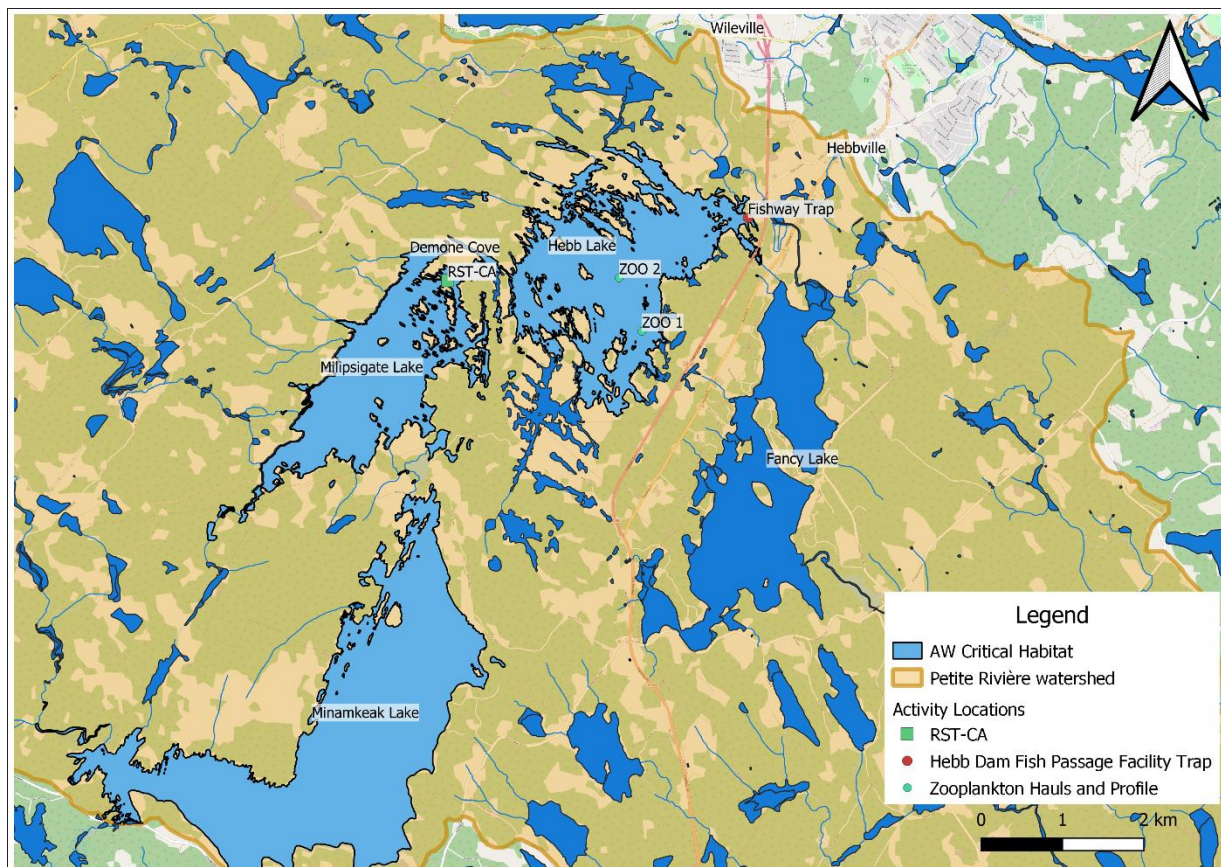 Wileville
Hebbville
Fishway Trap
Demone Cove
Hebb Lake
RST-CA
ZOO 2
ZOO 1
Milipsigate Lake
Fancy Lake
Minamkeak Lake
Legend
AW Critical Habitat
Petite Rivière watershed
Activity Locations
RST-CA
Hebb Dam Fish Passage Facility Trap
Zooplankton Hauls and Profile
0 1 2 km